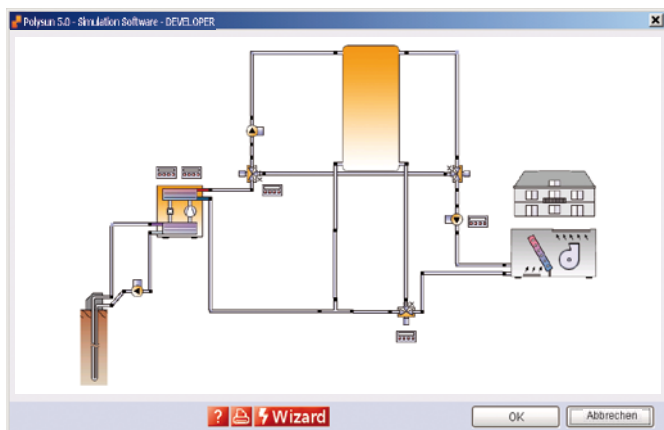 Polysun 5.0 - Simulation Software - DEVELOPER
? Wizard
OK
Abbrechen